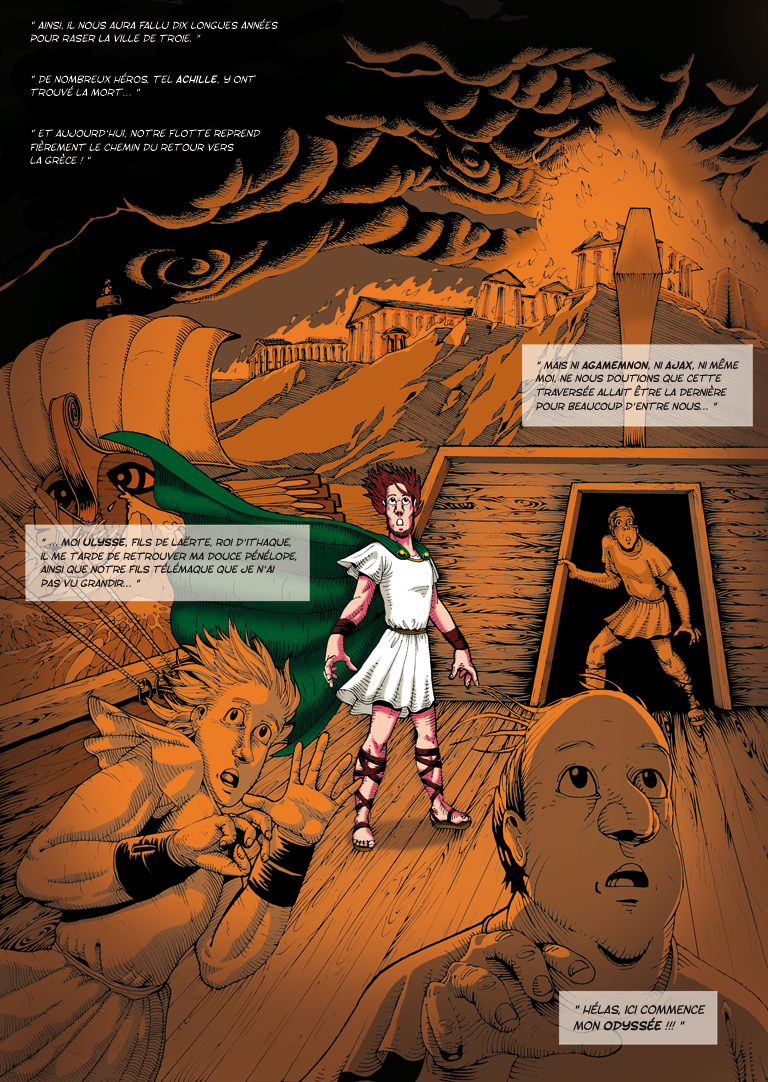 " AINSI, IL NOUS AURA FALLU DIX LONGUES ANNÉES
POUR RASER LA VILLE DE TROIE. "
" DE NOMBREUX HÉROS, TEL ACHILLE, Y ONT
TROUVÉ LA MORT... "
" ET AUJOURD'HUI, NOTRE FLOTTE REPREND
FIÈREMENT LE CHEMIN DU RETOUR VERS
LA GRÈCE ! "
" MAIS NI AGAMEMNON, NI AJAX, NI MÊME
MOI, NE NOUS DOUTIONS QUE CETTE
TRAVERSÉE ALLAIT ÊTRE LA DERNIÈRE
POUR BEAUCOUP D'ENTRE NOUS... "
" ... MOI ULYSSE, FILS DE LAËRTE, ROI D'ITHAQUE,
IL ME TARDE DE RETROUVER MA DOUCE PÉNÉLOPE,
AINSI QUE NOTRE FILS TÉLÉMAQUE QUE JE N'AI
PAS VU GRANDIR... "
" HÉLAS, ICI COMMENCE
MON ODYSSÉE !!! "